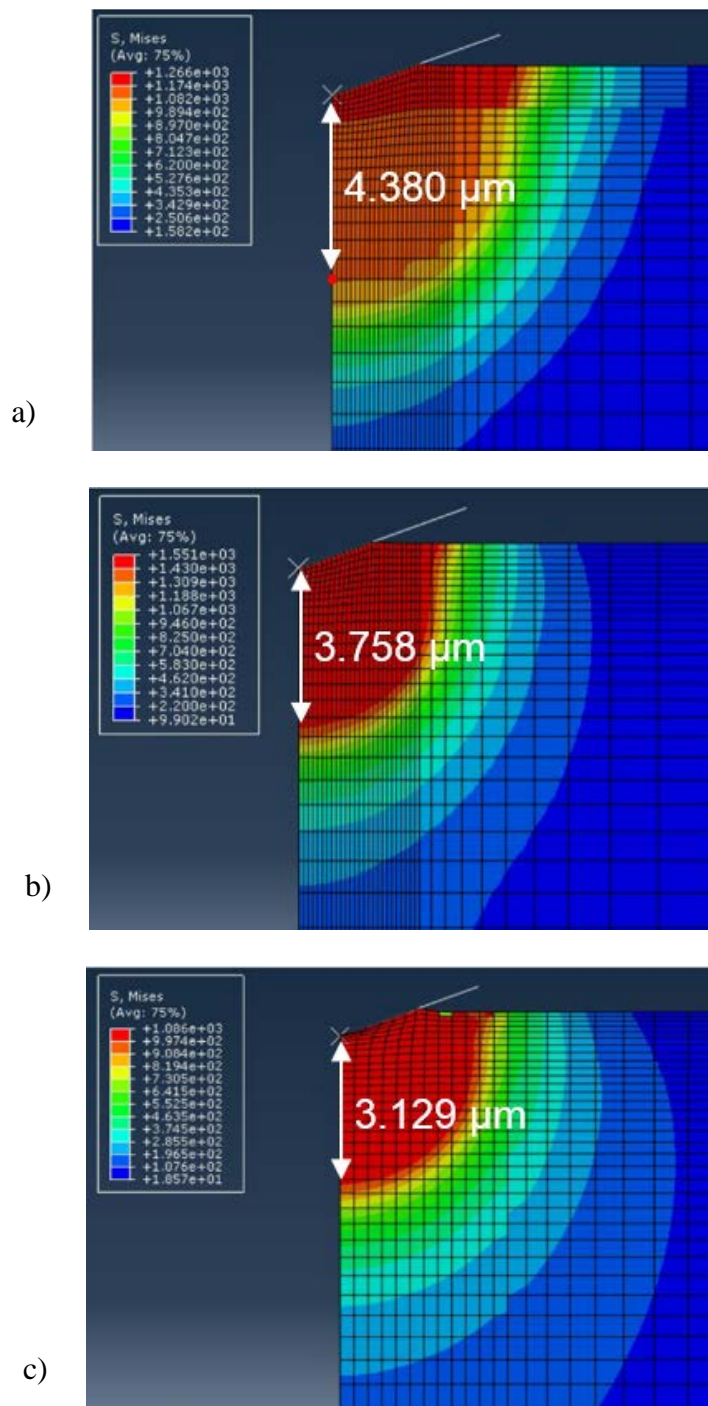 S, Mises
(Avg: 75%)
+1.266e+03
+1.174e+03
+1.082e+03
+9.894e+02
+8.970e+02
+8.047e+02
+7.123e+02
+6.200e+02
+5.276e+02
+4.353e+02
+3.429e+02
+2.506e+02
+1.582e+02
4.380 µm
a)
S, Mises
(Avg: 75%)
+1.551e+03
+1.430e+03
+1.309e+03
+1.188e+03
+1.067e+03
+9.460e+02
+8.250e+02
+7.040e+02
+5.830e+02
+4.620e+02
+3.410e+02
+2.200e+02
+9.902e+01
3.758 µm
b)
S, Mises
(Avg: 75%)
+1.086e+03
+9.974e+02
+9.084e+02
+8.194e+02
+7.305e+02
+6.415e+02
+5.525e+02
+4.635e+02
+3.745e+02
+2.855e+02
+1.965e+02
+1.076e+02
+1.857e+01
3.129 µm
c)